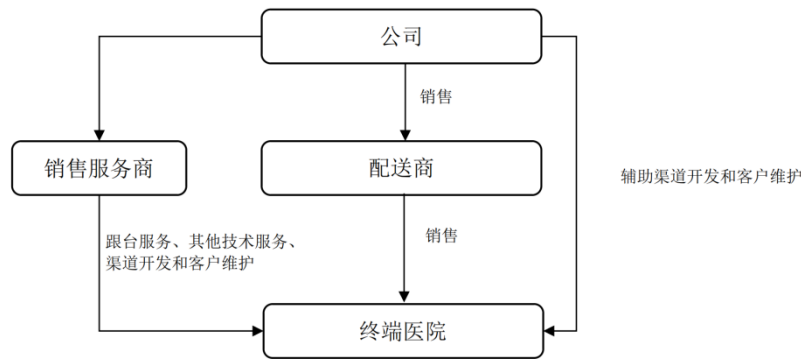 公司
销售
销售服务商
配送商
辅助渠道开发和客户维护
销售
跟台服务、其他技术服务、
渠道开发和客户维护
终端医院